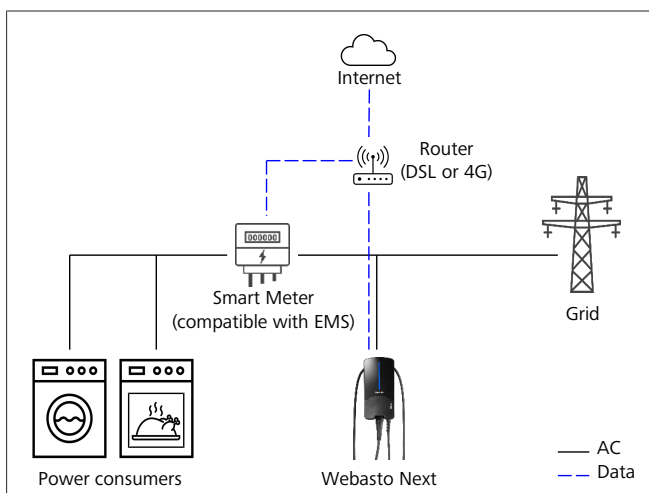 Internet
Router
(DSL or 4G)
000000
Smart Meter
(compatible with EMS)
Grid
Power consumers
Webasto Next
AC
Data